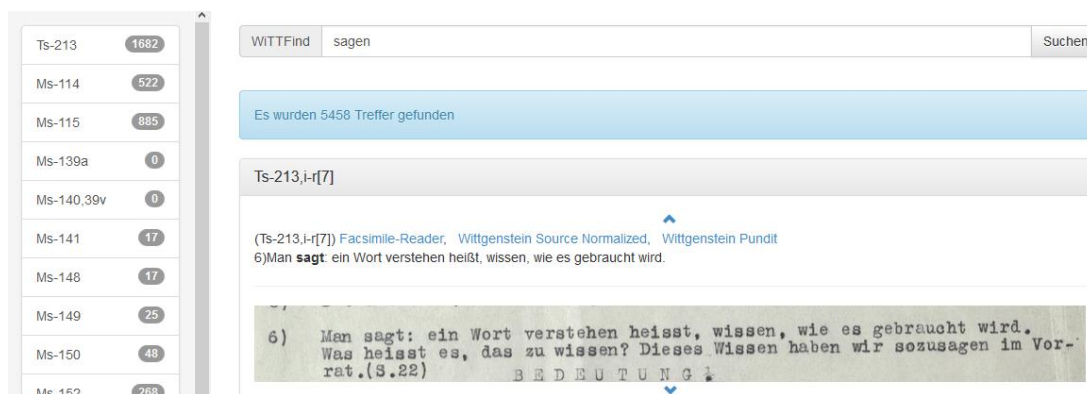 Ts-213 1682
Ms-114 522
Ms-115 885
Ms-139a 0
Ms-140,39v 0
Ms-141 17
Ms-148 17
Ms-149 25
Ms-150 48
Ms-152 268
WiTTFind sagen Suchen
Es wurden 5458 Treffer gefunden
Ts-213,i-r[7]
(Ts-213,i-r[7]) Facsimile-Reader, Wittgenstein Source Normalized, Wittgenstein Pundit
6)Man sagt: ein Wort verstehen heißt, wissen, wie es gebraucht wird.
6) Man sagt: ein Wort verstehen heisst, wissen, wie es gebraucht wird.
Was heisst es, das zu wissen? Dieses Wissen haben wir sozusagen im Vor-
rat.(S.22)
BEDEUTUNG